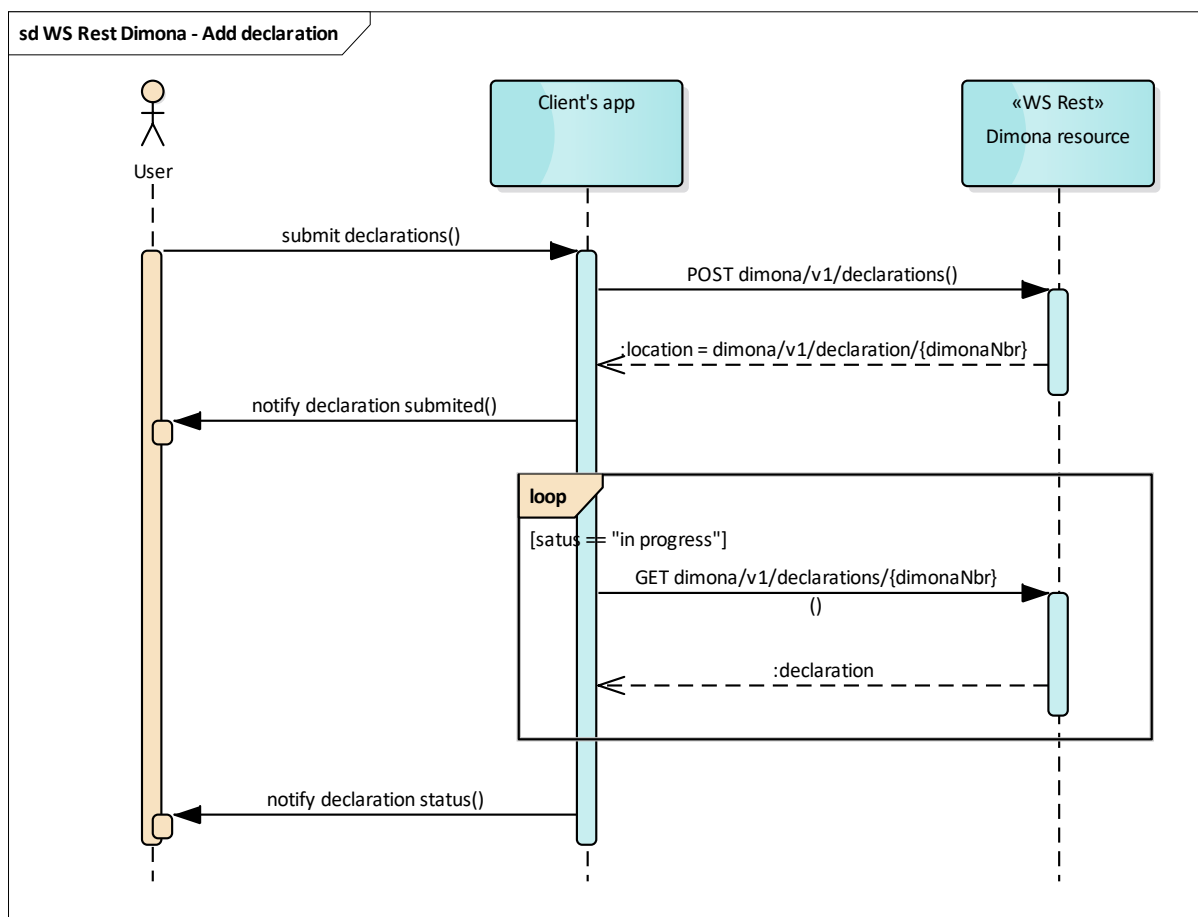 sd WS Rest Dimona - Add declaration
User
Client's app
«WS Rest»
Dimona resource
submit declarations()
POST dimona/v1/declarations()
:location = dimona/v1/declaration/{dimonaNbr}
notify declaration submited()
loop
[satus == "in progress"]
GET dimona/v1/declarations/{dimonaNbr}
()
:declaration
notify declaration status()